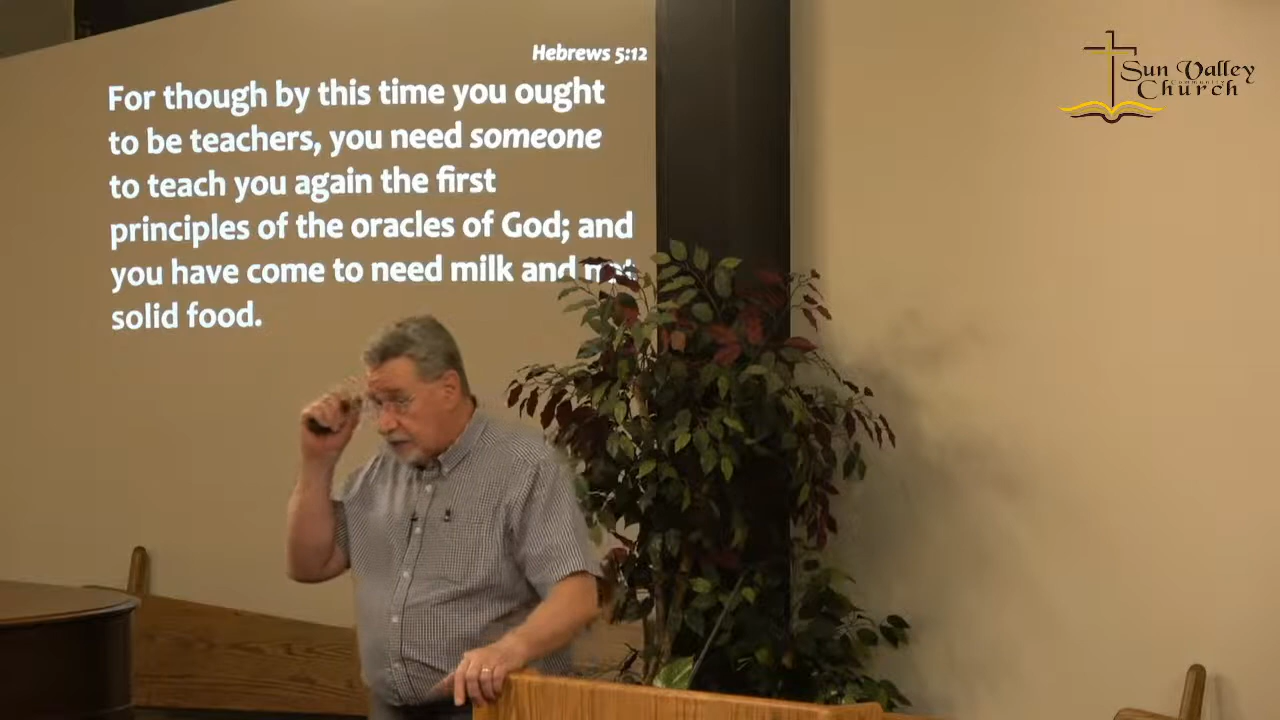 Hebrews 5:12
For though by this time you ought
to be teachers, you need someone
to teach you again the first
principles of the oracles of God; and
you have come to need milk and not
solid food.
Sun Valley
Community
Church